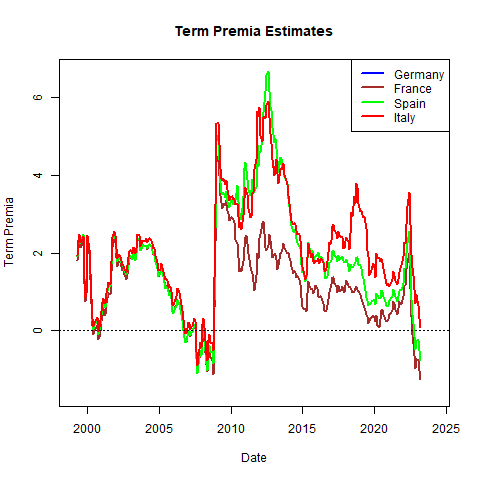 Term Premia Estimates
Germany
France
Spain
Italy
6
4
2
0
Term Premia
2000 2005 2010 2015 2020 2025
Date